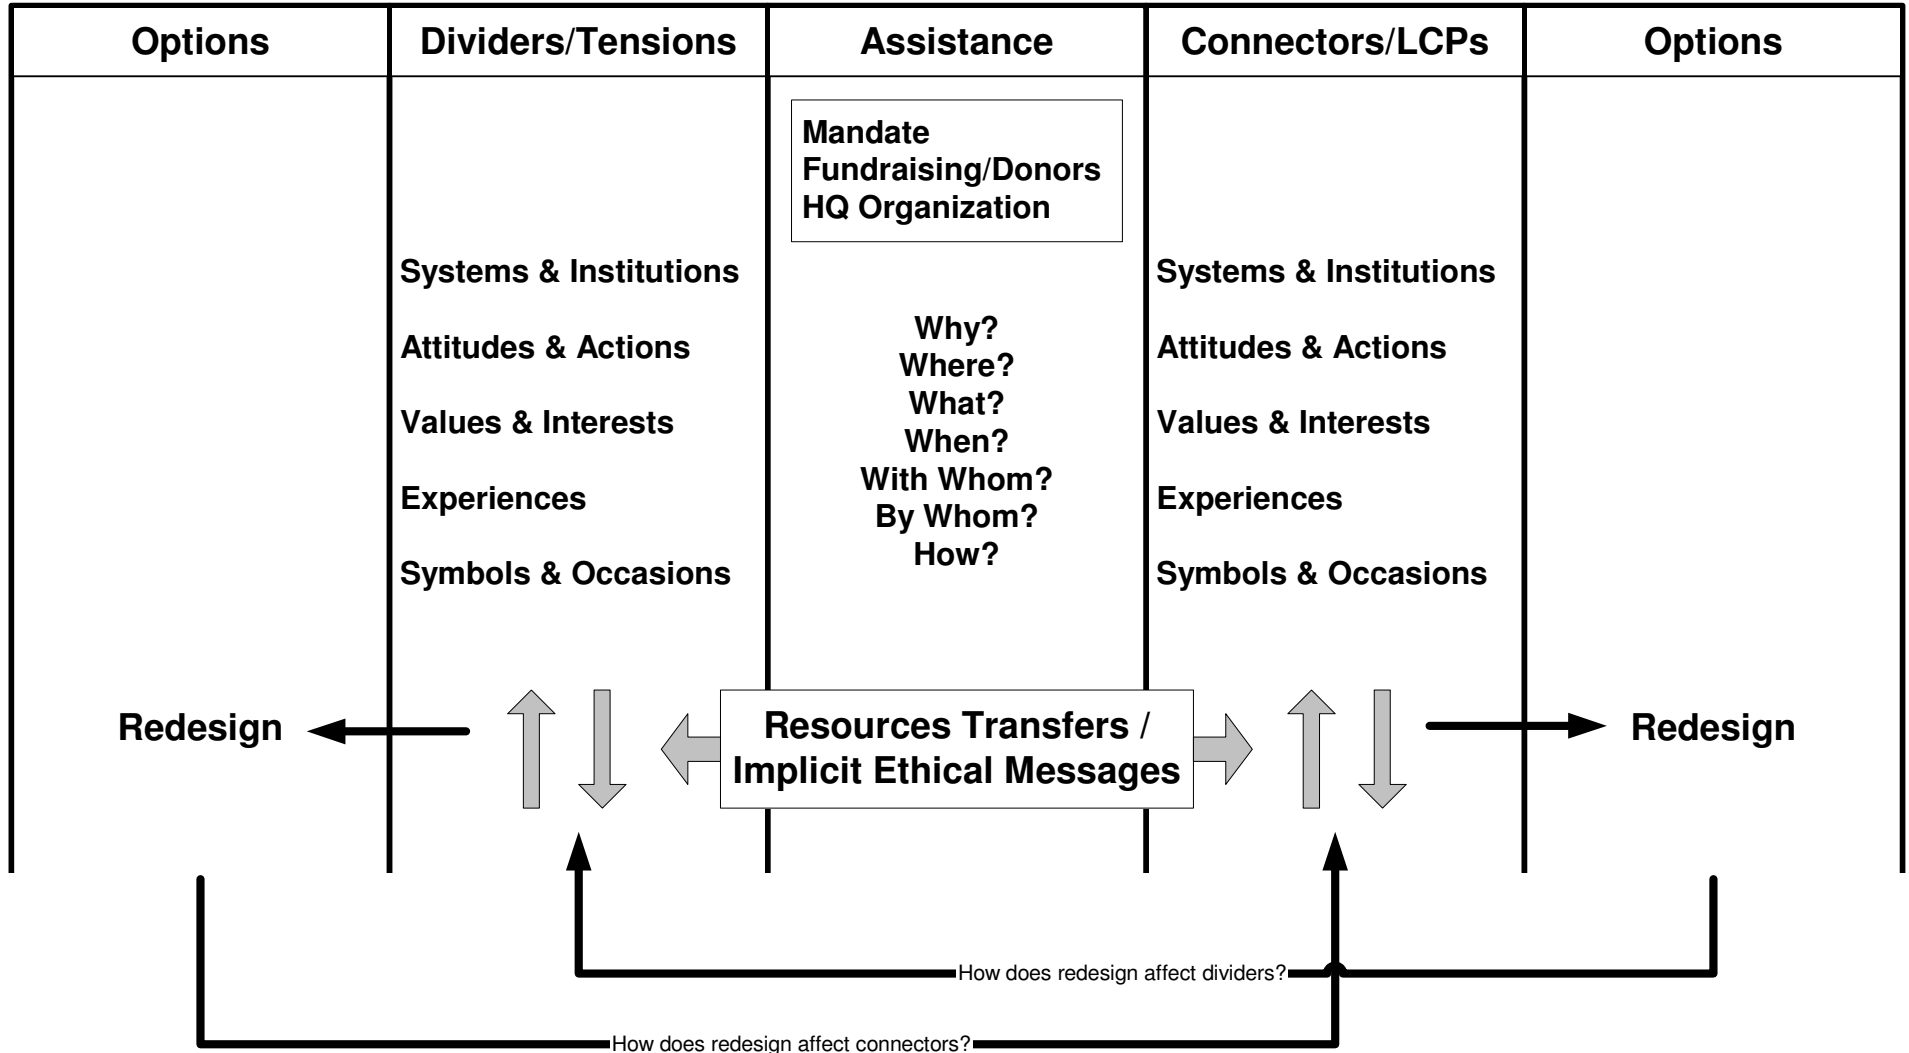 Options
Dividers/Tensions
Assistance
Connectors/LCPs
Options
Systems & Institutions
Attitudes & Actions
Values & Interests
Experiences
Symbols & Occasions
Mandate
Fundraising/Donors
HQ Organization
Why?
Where?
What?
When?
With Whom?
By Whom?
How?
Systems & Institutions
Attitudes & Actions
Values & Interests
Experiences
Symbols & Occasions
Redesign
Resources Transfers /
Implicit Ethical Messages
Redesign
How does redesign affect dividers?
How does redesign affect connectors?